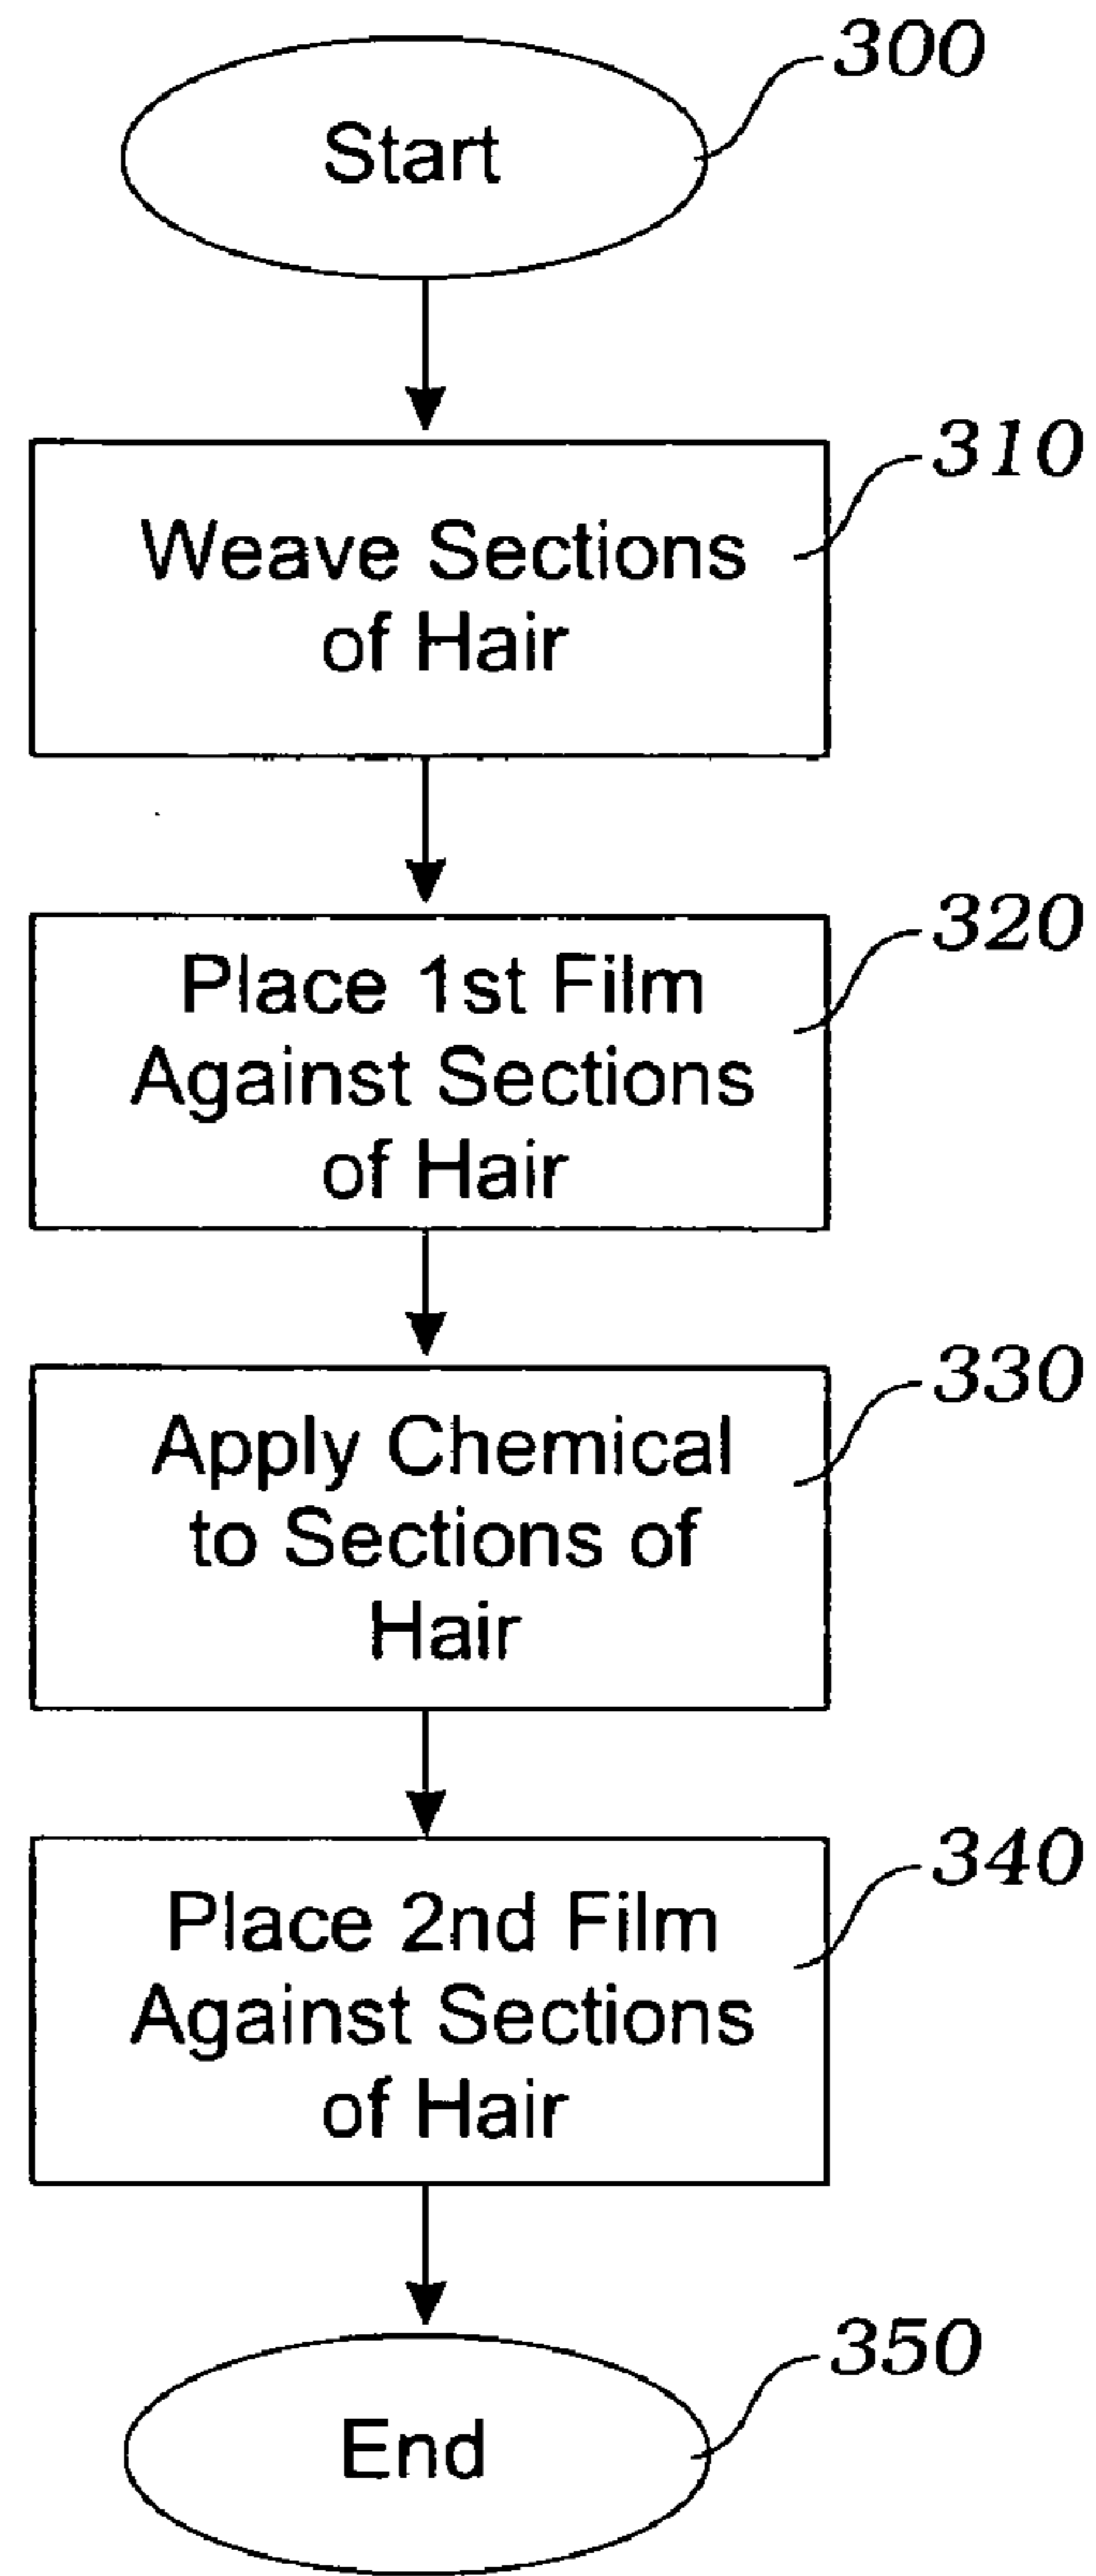 300
Start
310
Weave Sections
of Hair
320
Place 1st Film
Against Sections
of Hair
330
Apply Chemical
to Sections of
Hair
340
Place 2nd Film
Against Sections
of Hair
350
End